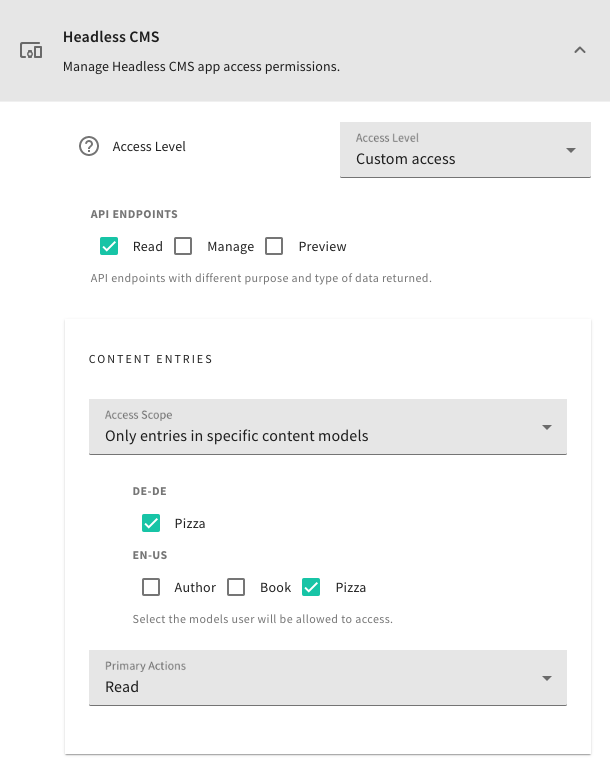 Headless CMS
Manage Headless CMS app access permissions.
Access Level
Access Level
Custom access
API ENDPOINTS
Read Manage Preview
API endpoints with different purpose and type of data returned.
CONTENT ENTRIES
Access Scope
Only entries in specific content models
DE-DE
Pizza
EN-US
Author Book Pizza
Select the models user will be allowed to access.
Primary Actions
Read